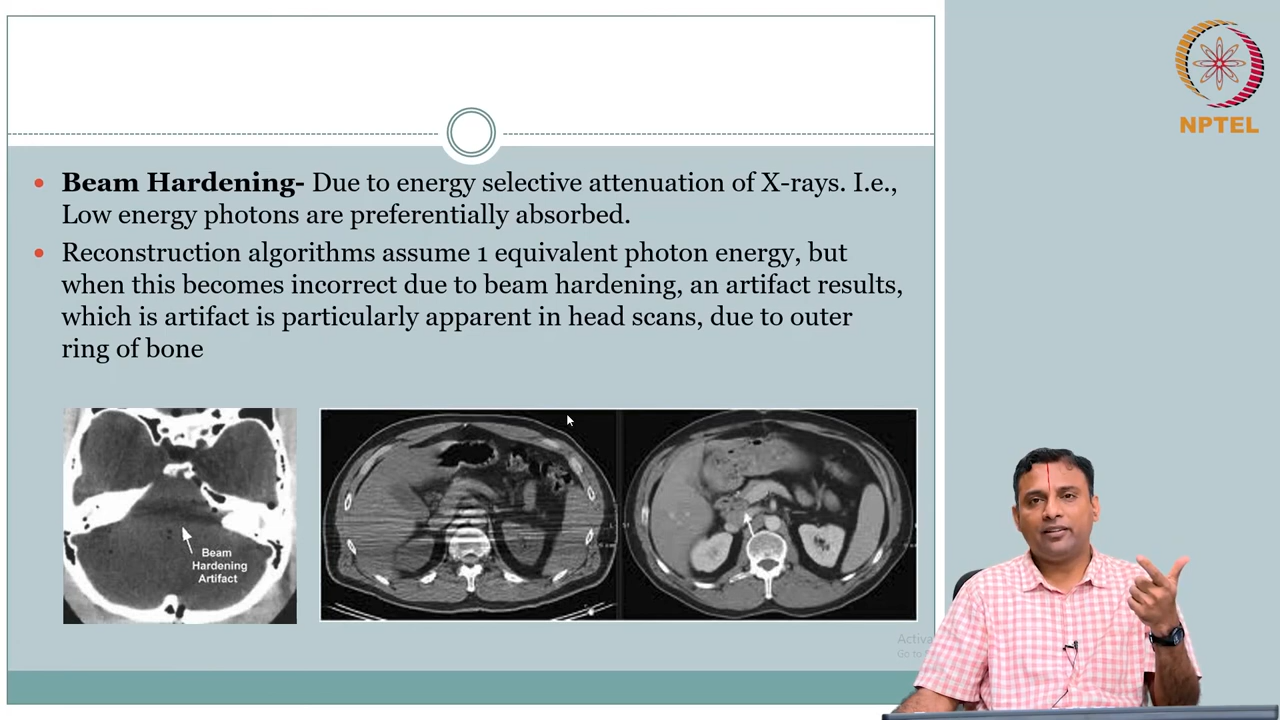 NPTEL
Beam Hardening- Due to energy selective attenuation of X-rays. I.e.,
Low energy photons are preferentially absorbed.
Reconstruction algorithms assume 1 equivalent photon energy, but
when this becomes incorrect due to beam hardening, an artifact results,
which is artifact is particularly apparent in head scans, due to outer
ring of bone
Beam
Hardening
Artifact
Activa